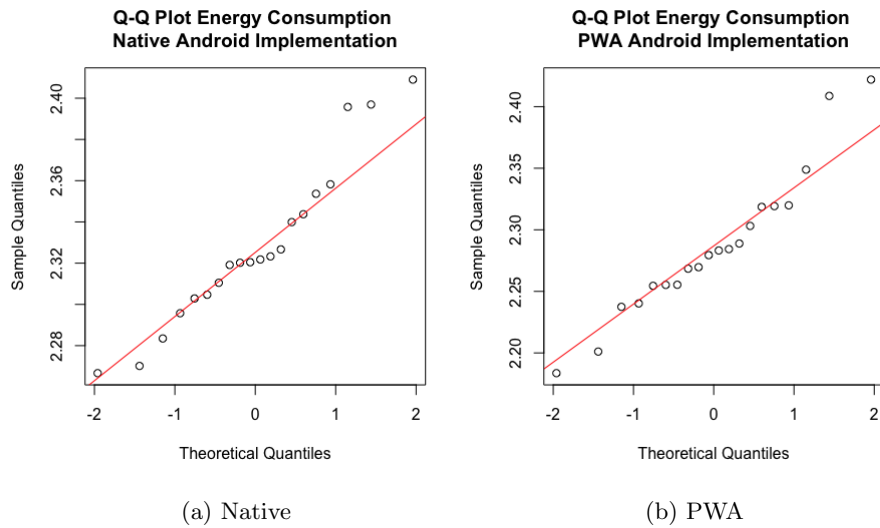 Q-Q Plot Energy Consumption
Native Android Implementation
Sample Quantiles
2.40
2.36
2.32
2.28
-2 -1 0 1 2
Theoretical Quantiles
(a) Native
Q-Q Plot Energy Consumption
PWA Android Implementation
Sample Quantiles
2.40
2.35
2.30
2.25
2.20
-2 -1 0 1 2
Theoretical Quantiles
(b) PWA